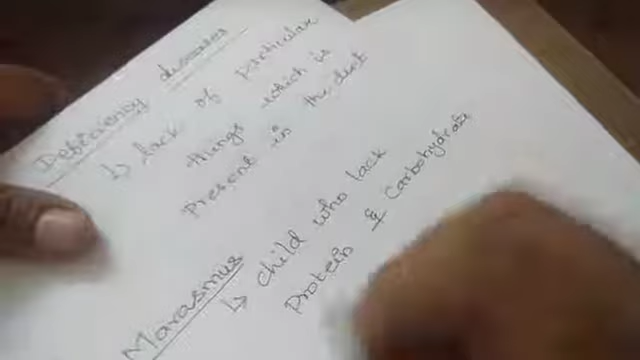 Deficiency diseases
↳ lack of particular
things which is
Present in the diet
Marasmus
↳ child who lack
Protein & Carbohydrate